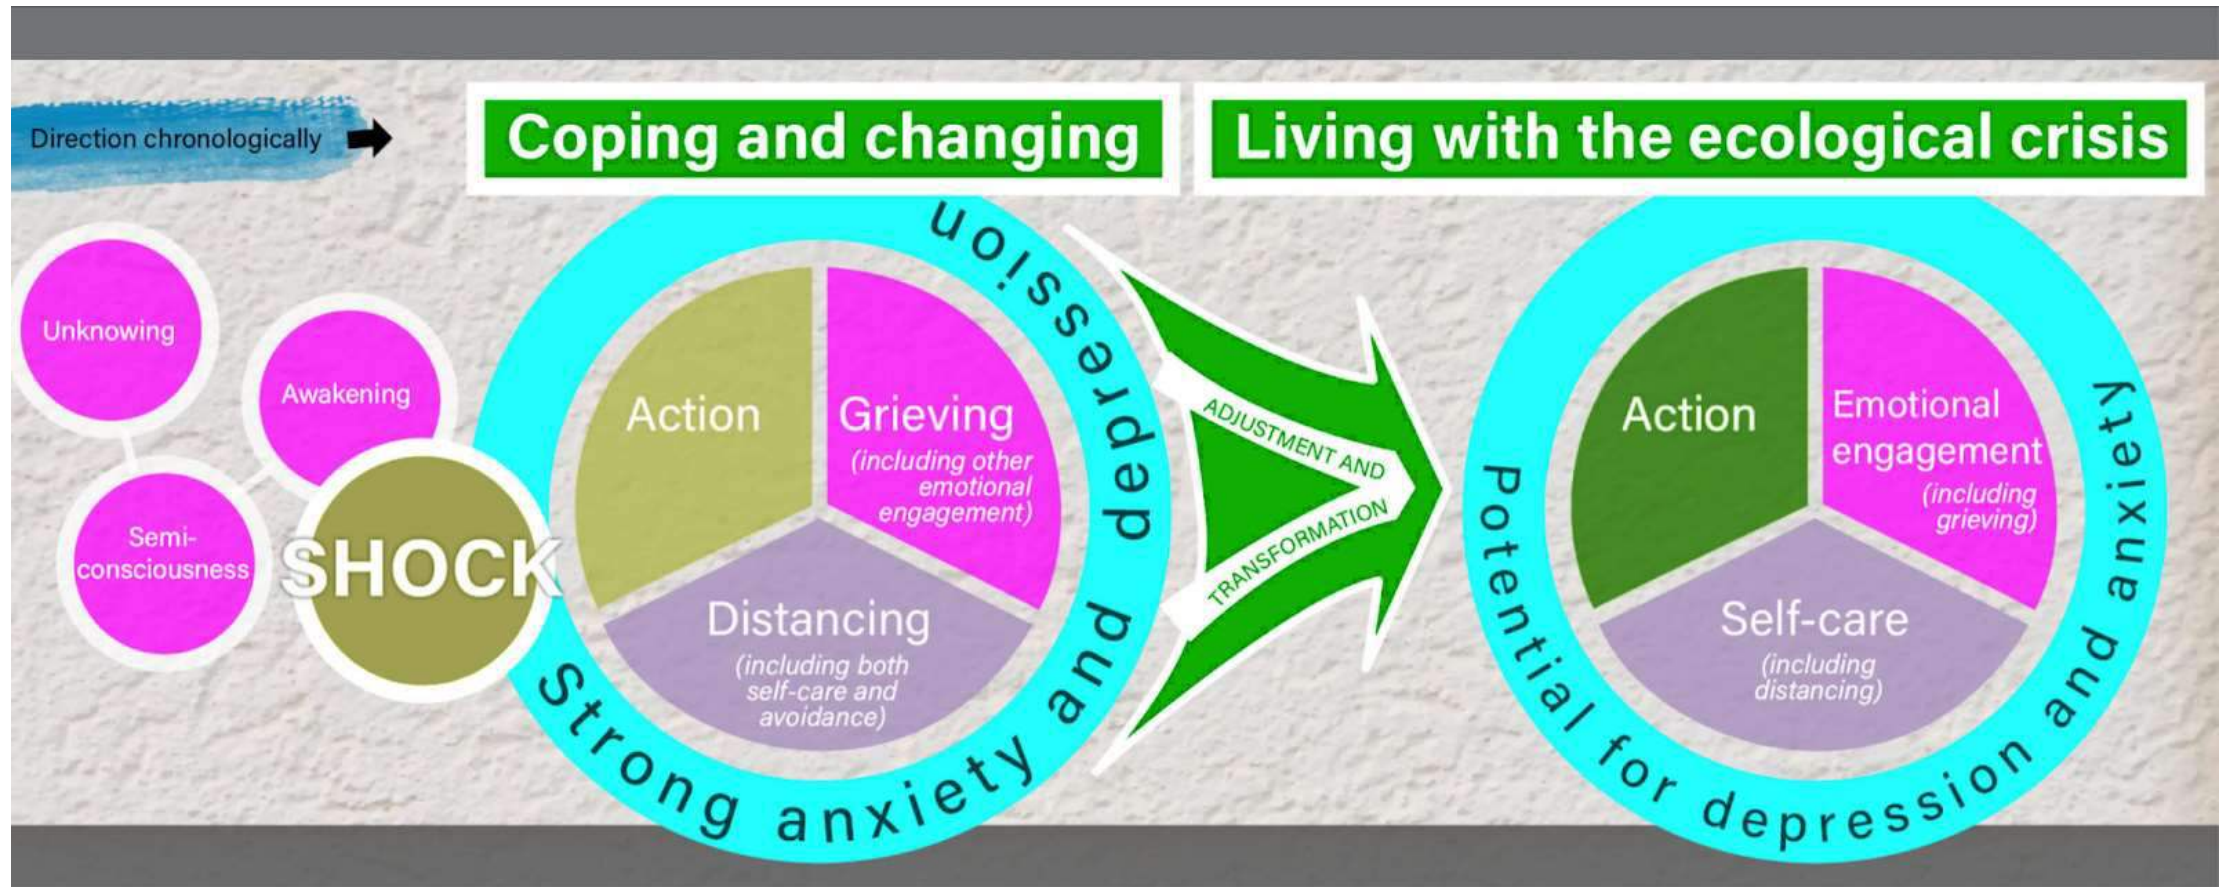 Direction chronologically
Coping and changing
Living with the ecological crisis
Unknowing
Semi-
consciousness
Awakening
SHOCK
Strong anxiety and depression
Action
Grieving
(including other
emotional
engagement)
Distancing
(including both
self-care and
avoidance)
ADJUSTMENT AND
TRANSFORMATION
Potential for depression and anxiety
Action
Emotional
engagement
(including
grieving)
Self-care
(including
distancing)